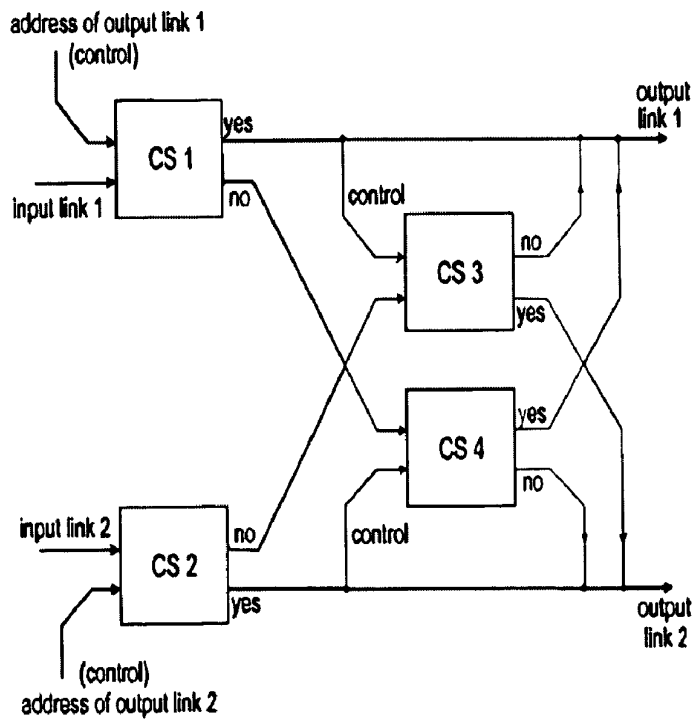 address of output link 1
(control)
CS 1
yes
no
input link 1
output
link 1
control
CS 3
no
yes
CS 4
yes
no
control
input link 2
CS 2
no
yes
(control)
address of output link 2
output
link 2